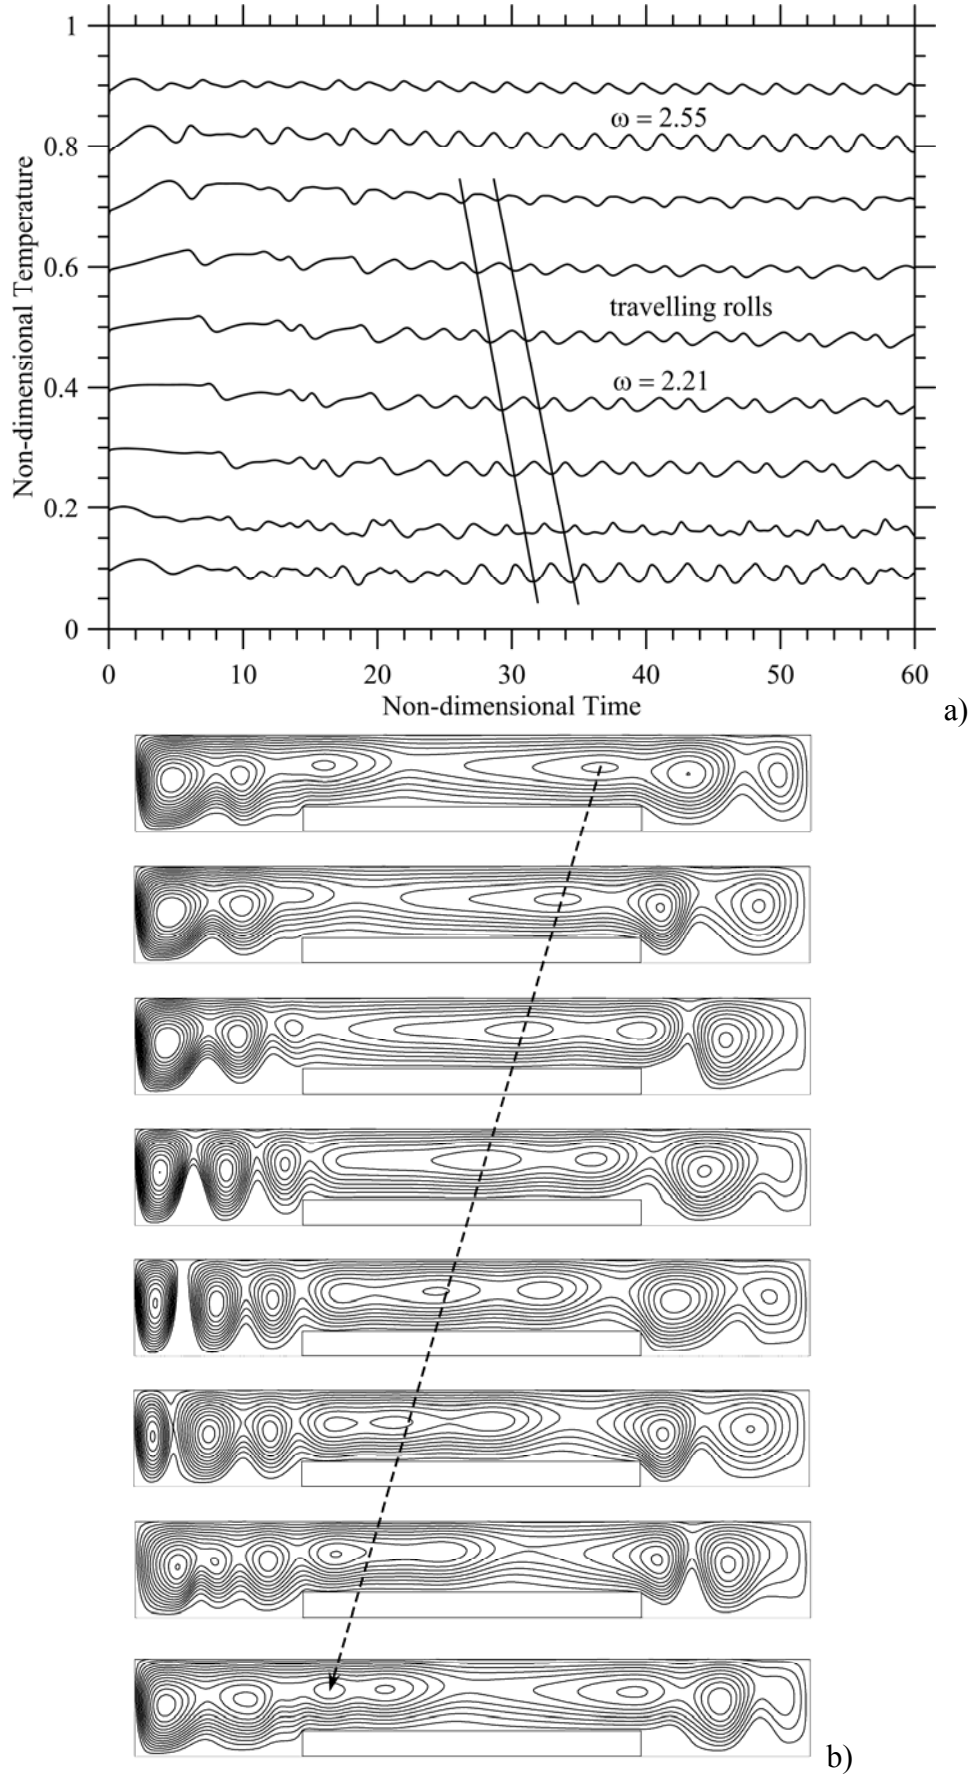 1
0.8
0.6
0.4
0.2
0
Non-dimensional Temperature
ω = 2.55
travelling rolls
ω = 2.21
0 10 20 30 40 50 60
Non-dimensional Time
a)
b)